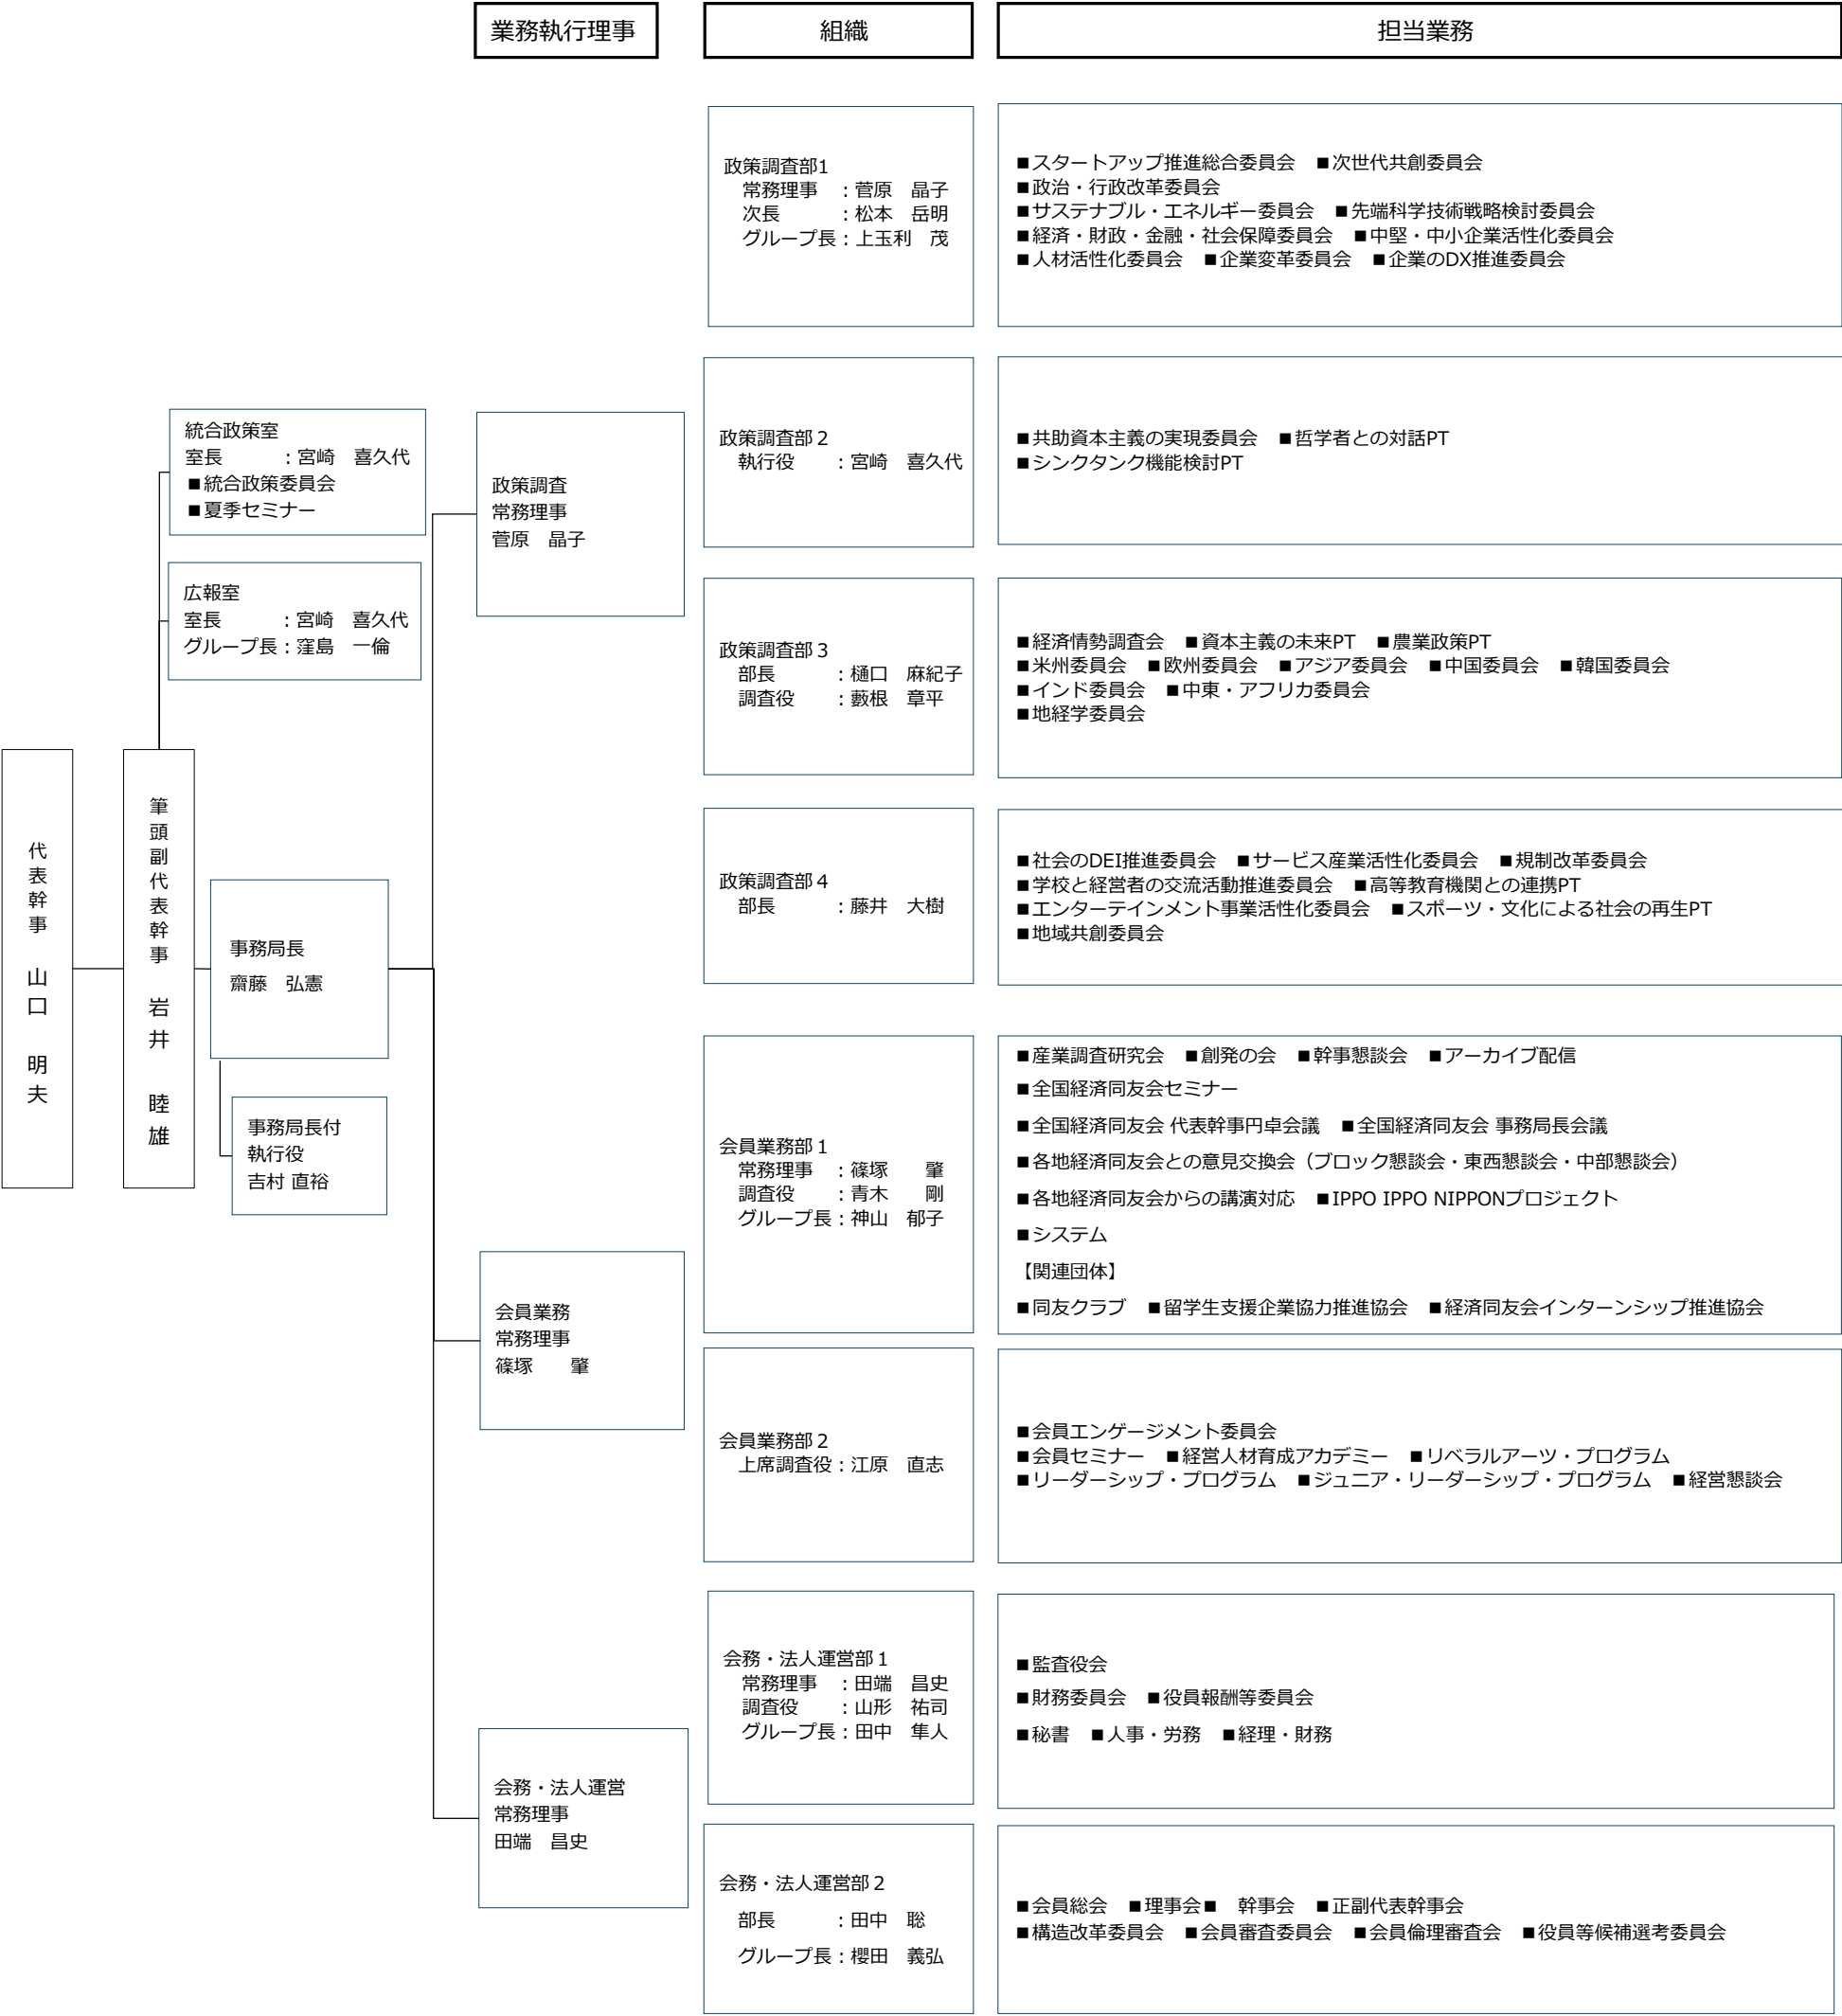 業務執行理事
組織
担当業務
代表幹事　山口　明夫
筆頭副代表幹事　岩井　睦雄
統合政策室
室長　　　：宮崎　喜久代
■統合政策委員会
■夏季セミナー
広報室
室長　　　：宮崎　喜久代
グループ長：窪島　一倫
事務局長
齋藤　弘憲
事務局長付
執行役
吉村 直裕
政策調査
常務理事
菅原　晶子
政策調査部1
常務理事　：菅原　晶子
次長　　　：松本　岳明
グループ長：上玉利　茂
■スタートアップ推進総合委員会　■次世代共創委員会
■政治・行政改革委員会
■サステナブル・エネルギー委員会　■先端科学技術戦略検討委員会
■経済・財政・金融・社会保障委員会　■中堅・中小企業活性化委員会
■人材活性化委員会　■企業変革委員会　■企業のDX推進委員会
政策調査部２
執行役　　：宮崎　喜久代
■共助資本主義の実現委員会　■哲学者との対話PT
■シンクタンク機能検討PT
政策調査部３
部長　　　：樋口　麻紀子
調査役　　：藪根　章平
■経済情勢調査会　■資本主義の未来PT　■農業政策PT
■米州委員会　■欧州委員会　■アジア委員会　■中国委員会　■韓国委員会
■インド委員会　■中東・アフリカ委員会
■地経学委員会
政策調査部４
部長　　　：藤井　大樹
■社会のDEI推進委員会　■サービス産業活性化委員会　■規制改革委員会
■学校と経営者の交流活動推進委員会　■高等教育機関との連携PT
■エンターテインメント事業活性化委員会　■スポーツ・文化による社会の再生PT
■地域共創委員会
会員業務
常務理事
篠塚　　肇
会員業務部１
常務理事　：篠塚　　肇
調査役　　：青木　　剛
グループ長：神山　郁子
■産業調査研究会　■創発の会　■幹事懇談会　■アーカイブ配信
■全国経済同友会セミナー
■全国経済同友会 代表幹事円卓会議　■全国経済同友会 事務局長会議
■各地経済同友会との意見交換会（ブロック懇談会・東西懇談会・中部懇談会）
■各地経済同友会からの講演対応　■IPPO IPPO NIPPONプロジェクト
■システム
【関連団体】
■同友クラブ　■留学生支援企業協力推進協会　■経済同友会インターンシップ推進協会
会員業務部２
上席調査役：江原　直志
■会員エンゲージメント委員会
■会員セミナー　■経営人材育成アカデミー　■リベラルアーツ・プログラム
■リーダーシップ・プログラム　■ジュニア・リーダーシップ・プログラム　■経営懇談会
会務・法人運営
常務理事
田端　昌史
会務・法人運営部１
常務理事　：田端　昌史
調査役　　：山形　祐司
グループ長：田中　隼人
■監査役会
■財務委員会　■役員報酬等委員会
■秘書　■人事・労務　■経理・財務
会務・法人運営部２
部長　　　：田中　聡
グループ長：櫻田　義弘
■会員総会　■理事会■　幹事会　■正副代表幹事会
■構造改革委員会　■会員審査委員会　■会員倫理審査会　■役員等候補選考委員会